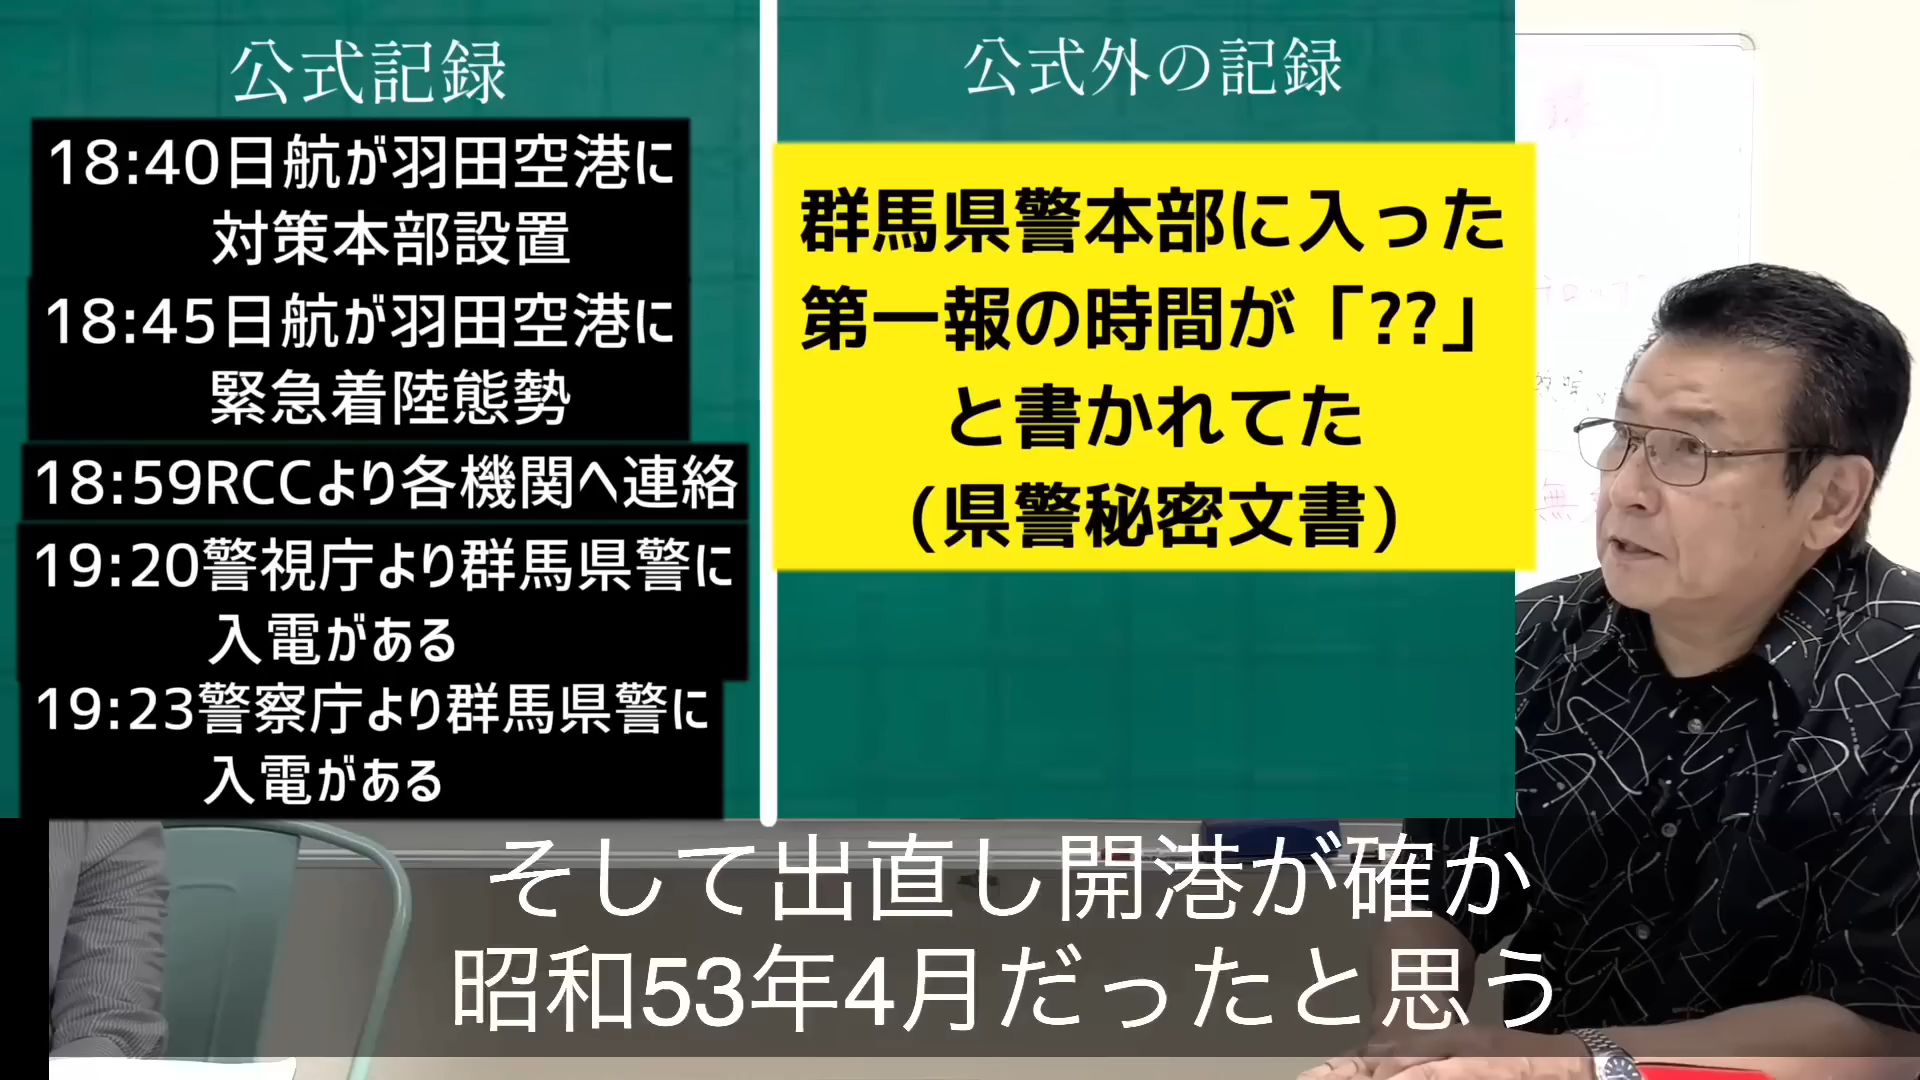 公式記録
18:40日航が羽田空港に
対策本部設置
18:45日航が羽田空港に
緊急着陸態勢
18:59RCCより各機関へ連絡
19:20警視庁より群馬県警に
入電がある
19:23警察庁より群馬県警に
入電がある
公式外の記録
群馬県警本部に入った
第一報の時間が「??」
と書かれてた
(県警秘密文書)
そして出直し開港が確か
昭和53年4月だったと思う